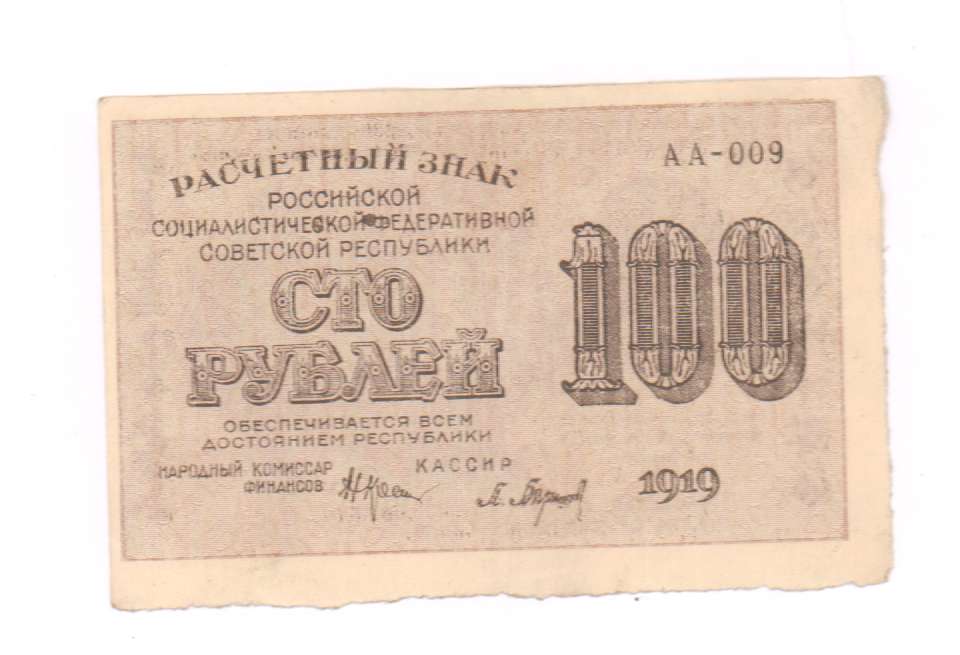 РАСЧЕТНЫЙ ЗНАК
РОССИЙСКОЙ
СОЦИАЛИСТИЧЕСКОЙ ФЕДЕРАТИВНОЙ
СОВЕТСКОЙ РЕСПУБЛИКИ
СТО
РУБЛЕЙ
ОБЕСПЕЧИВАЕТСЯ ВСЕМ
ДОСТОЯНИЕМ РЕСПУБЛИКИ
НАРОДНЫЙ КОМИССАР
ФИНАНСОВ
КАССИР
АА-009
100
1919